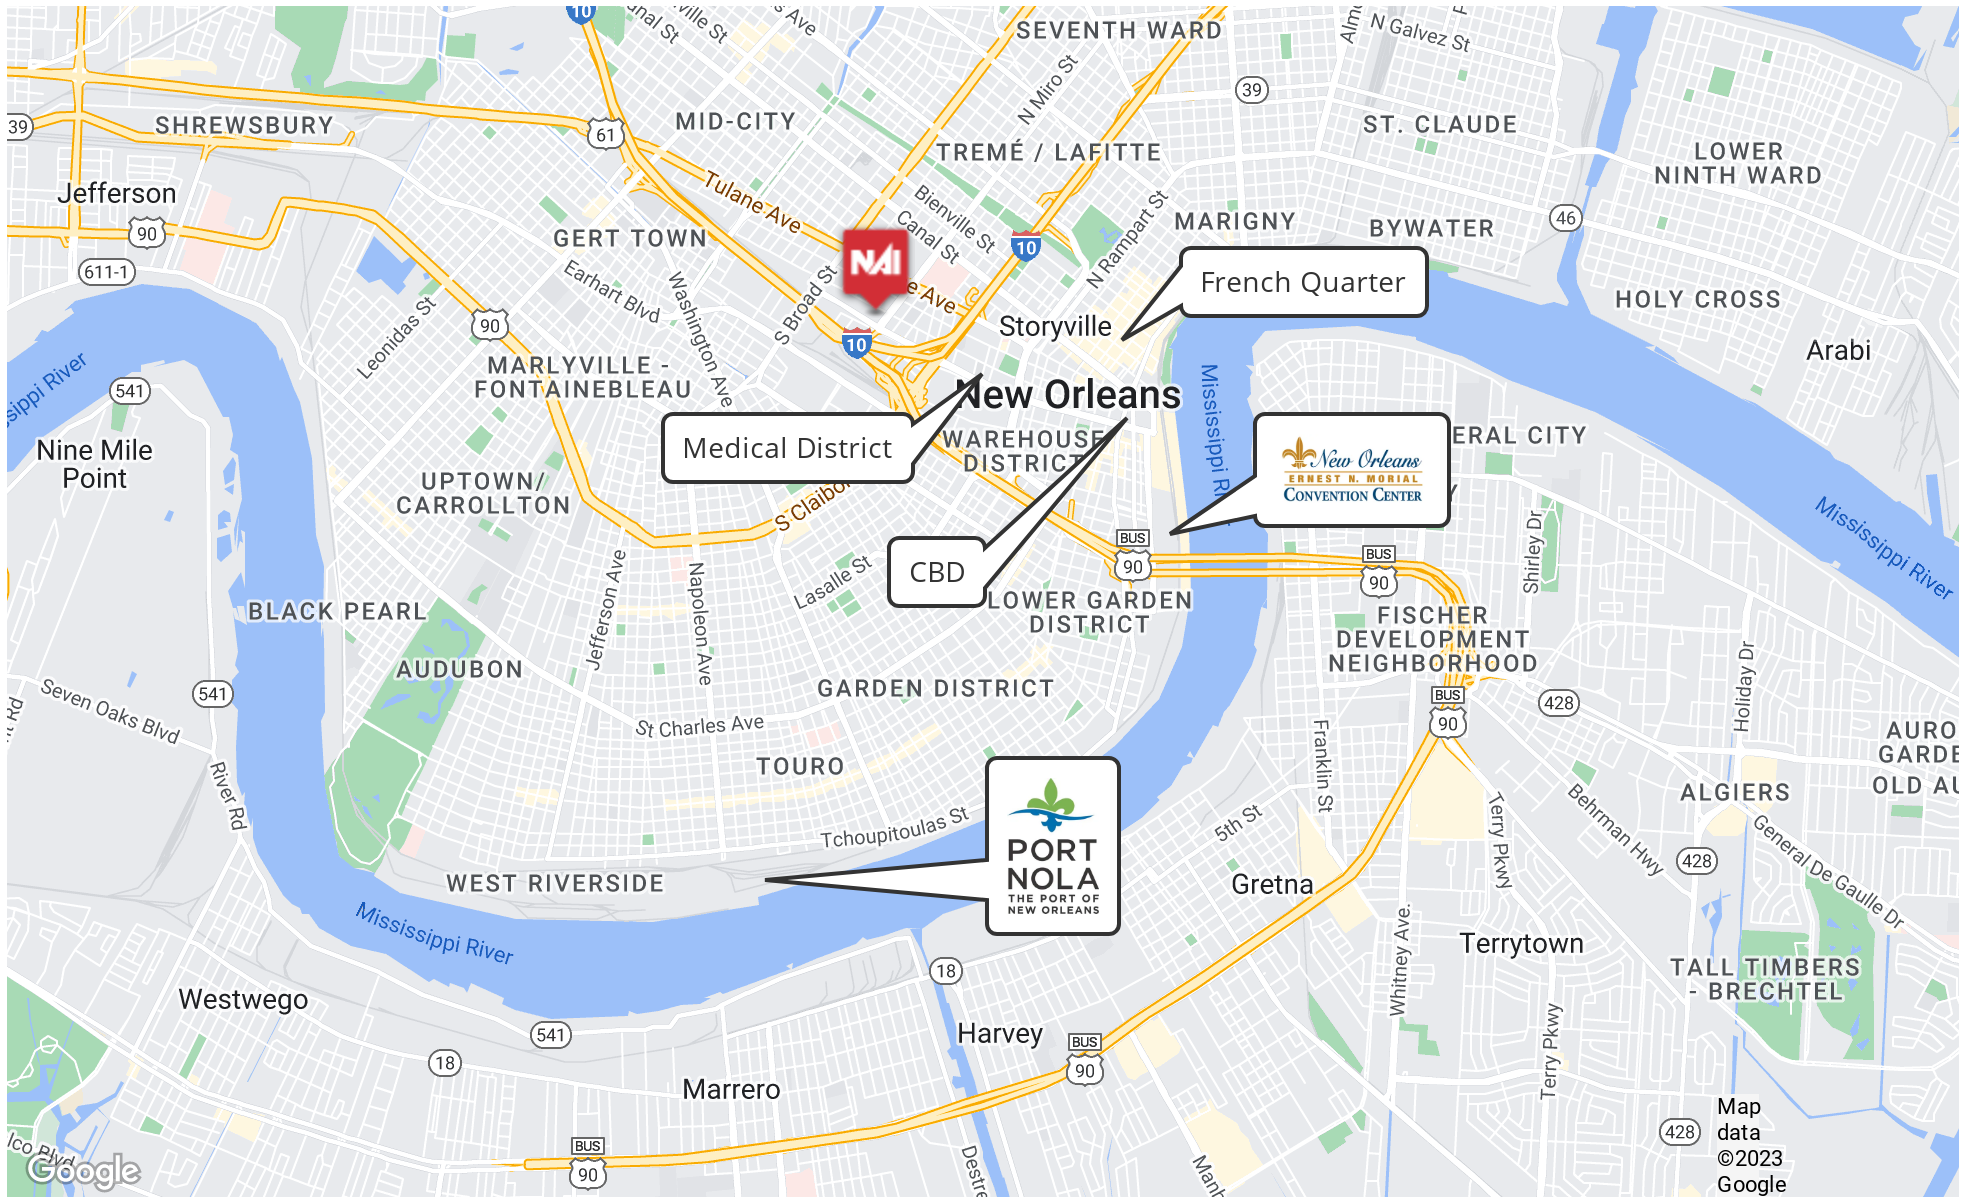 10
SEVENTH WARD
N Galvez St
39
N Miro St
MID-CITY
ST. CLAUDE
39
SHREWSBURY
61
TREMÉ / LAFITTE
LOWER
NINTH WARD
Jefferson
Tulane Ave
Bienville St
Canal St
N Rampart St
MARIGNY
BYWATER
46
90
GERT TOWN
10
NAI
611-1
Earhart Blvd
Washington Ave
S Broad St
French Quarter
HOLY CROSS
Leonidas St
90
Storyville
10
Arabi
MARLYVILLE -
FONTAINEBLEAU
Mississippi River
541
New Orleans
Medical District
WAREHOUSE
DISTRICT
New Orleans
ERNEST N. MORIAL
CONVENTION CENTER
Nine Mile
Point
UPTOWN/
CARROLLTON
Mississippi River
BUS
90
BUS
90
Shirley Dr
CBD
Lasalle St
Jefferson Ave
Napoleon Ave
LOWER GARDEN
DISTRICT
BLACK PEARL
FISCHER
DEVELOPMENT
NEIGHBORHOOD
AUDUBON
GARDEN DISTRICT
541
Seven Oaks Blvd
St Charles Ave
BUS
90
428
Holiday Dr
Franklin St
TOURO
River Rd
ALGIERS
Tchoupitoulas St
5th St
Terry Pkwy
Behrman Hwy
General De Gaulle Dr
PORT
NOLA
THE PORT OF
NEW ORLEANS
428
WEST RIVERSIDE
Gretna
Mississippi River
Whitney Ave.
Terrytown
TALL TIMBERS
- BRECHTEL
18
Westwego
541
Harvey
BUS
90
18
Marrero
Terry Pkwy
428
BUS
90
Google
Map
data
©2023
Google